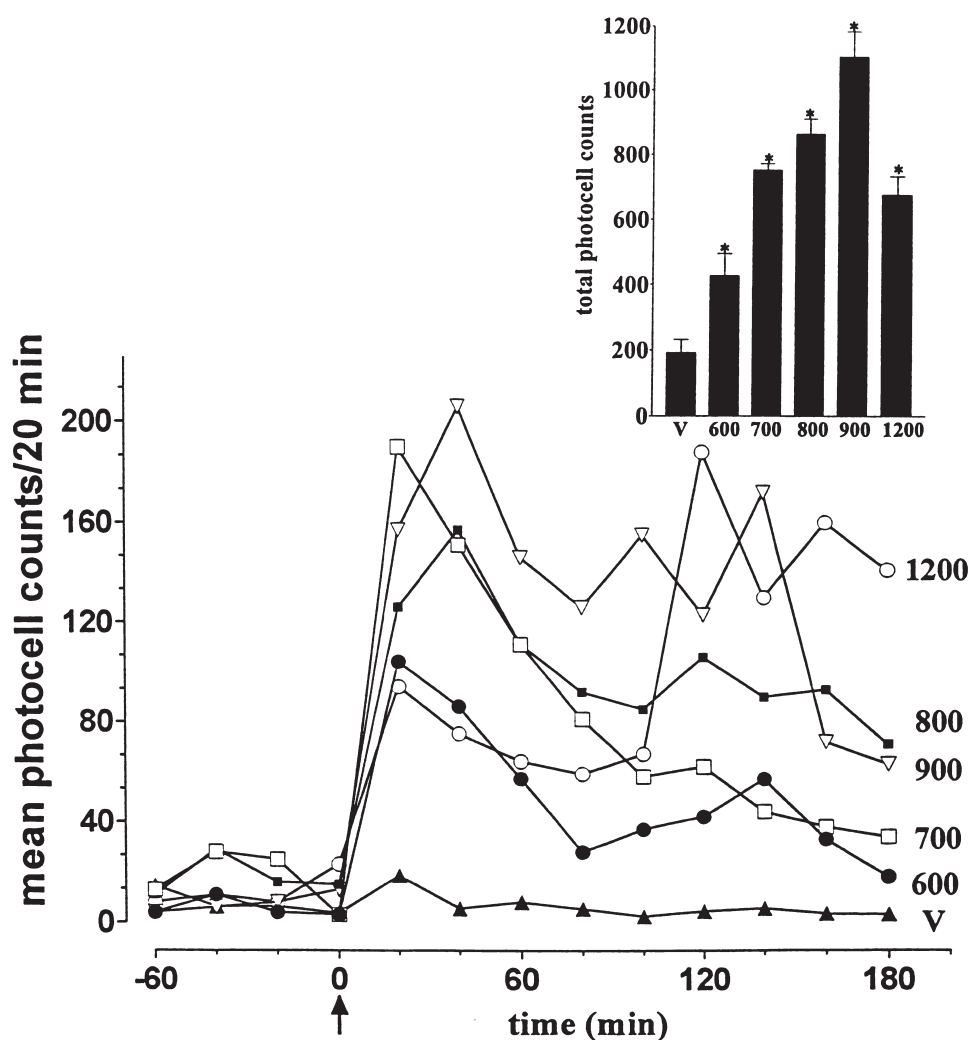 1200
1000
800
600
400
200
0
total photocell counts
V 600 700 800 900 1200
* * * * *
mean photocell counts/20 min
200
160
120
80
40
0
1200
800
900
700
600
V
-60 0 60 120 180
time (min)